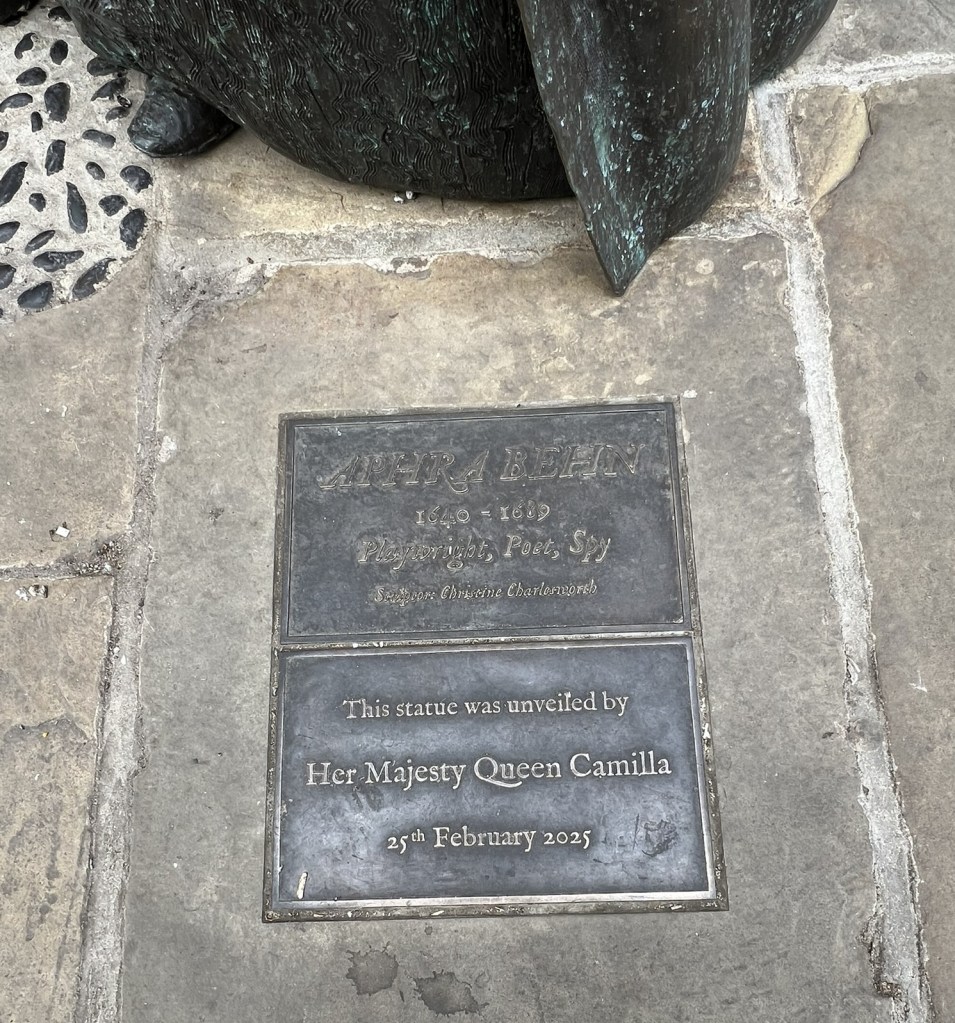 APHRA BEHN
1640 - 1689
Playwright, Poet, Spy
Sculptor: Christine Charlesworth
This statue was unveiled by
Her Majesty Queen Camilla
25th February 2025